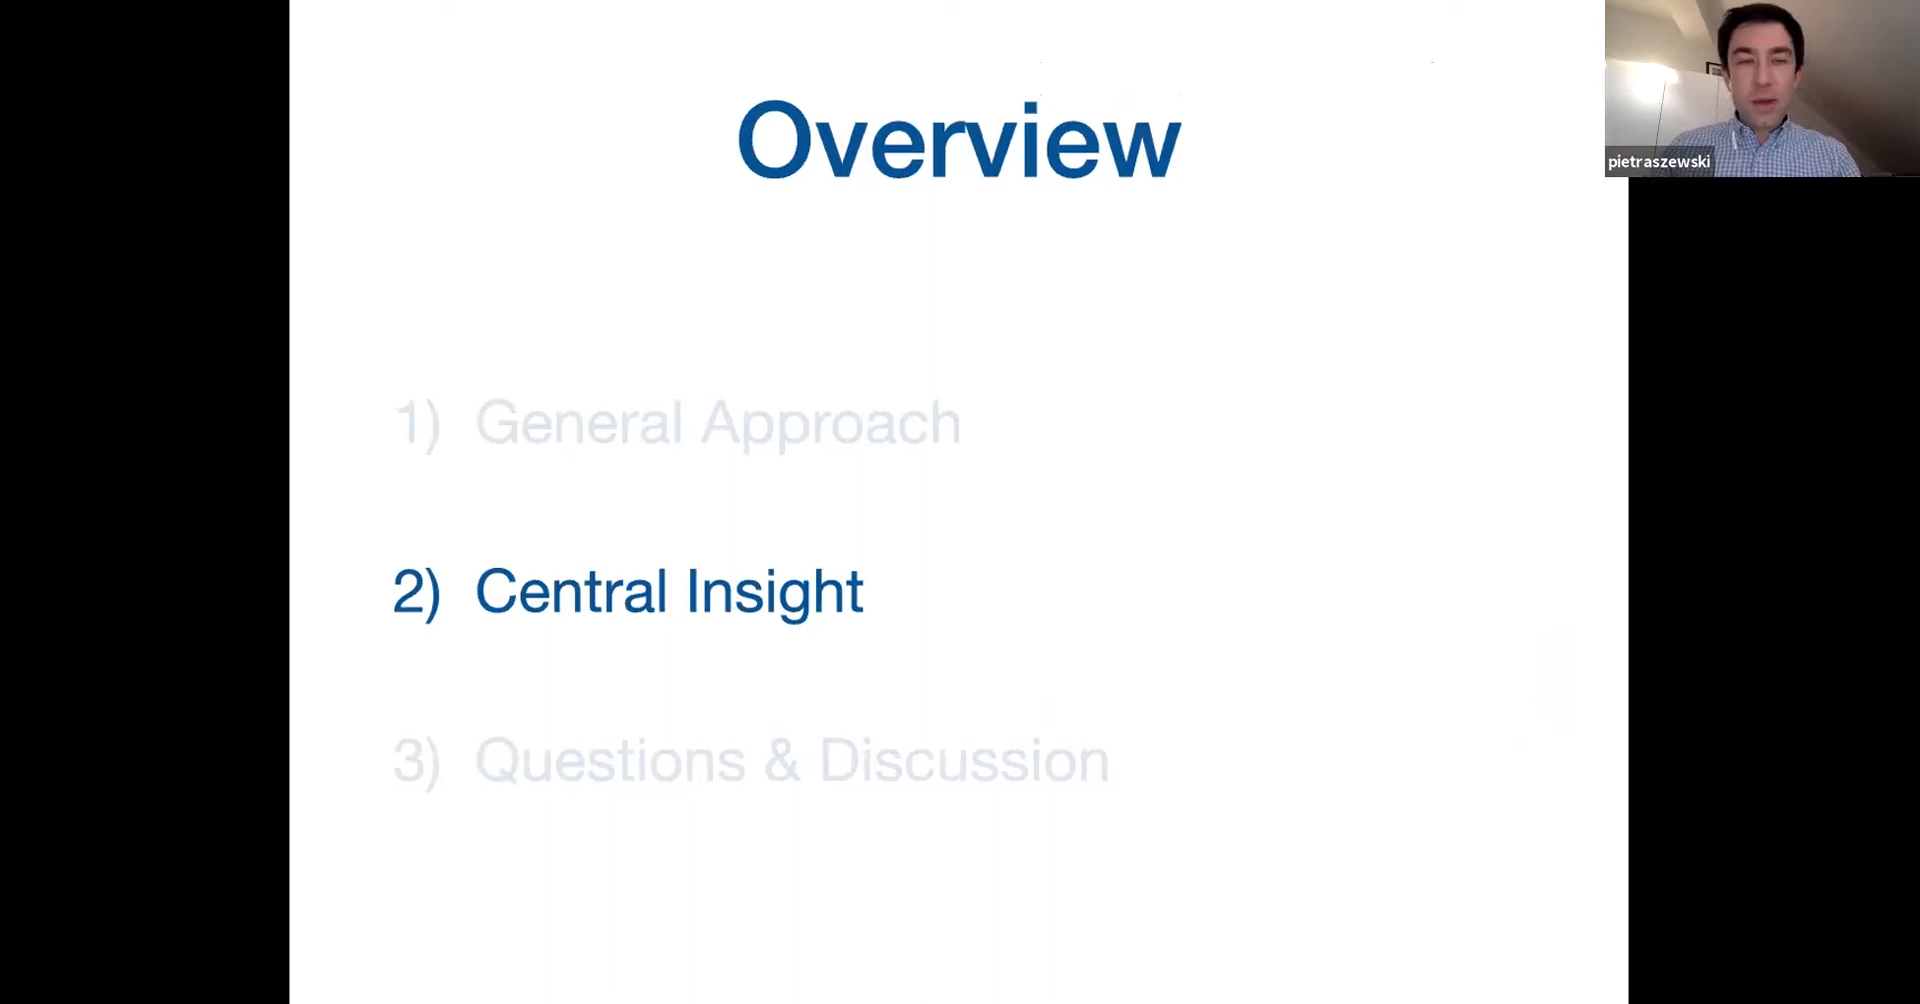 Overview
pietraszewski
1) General Approach
2) Central Insight
3) Questions & Discussion